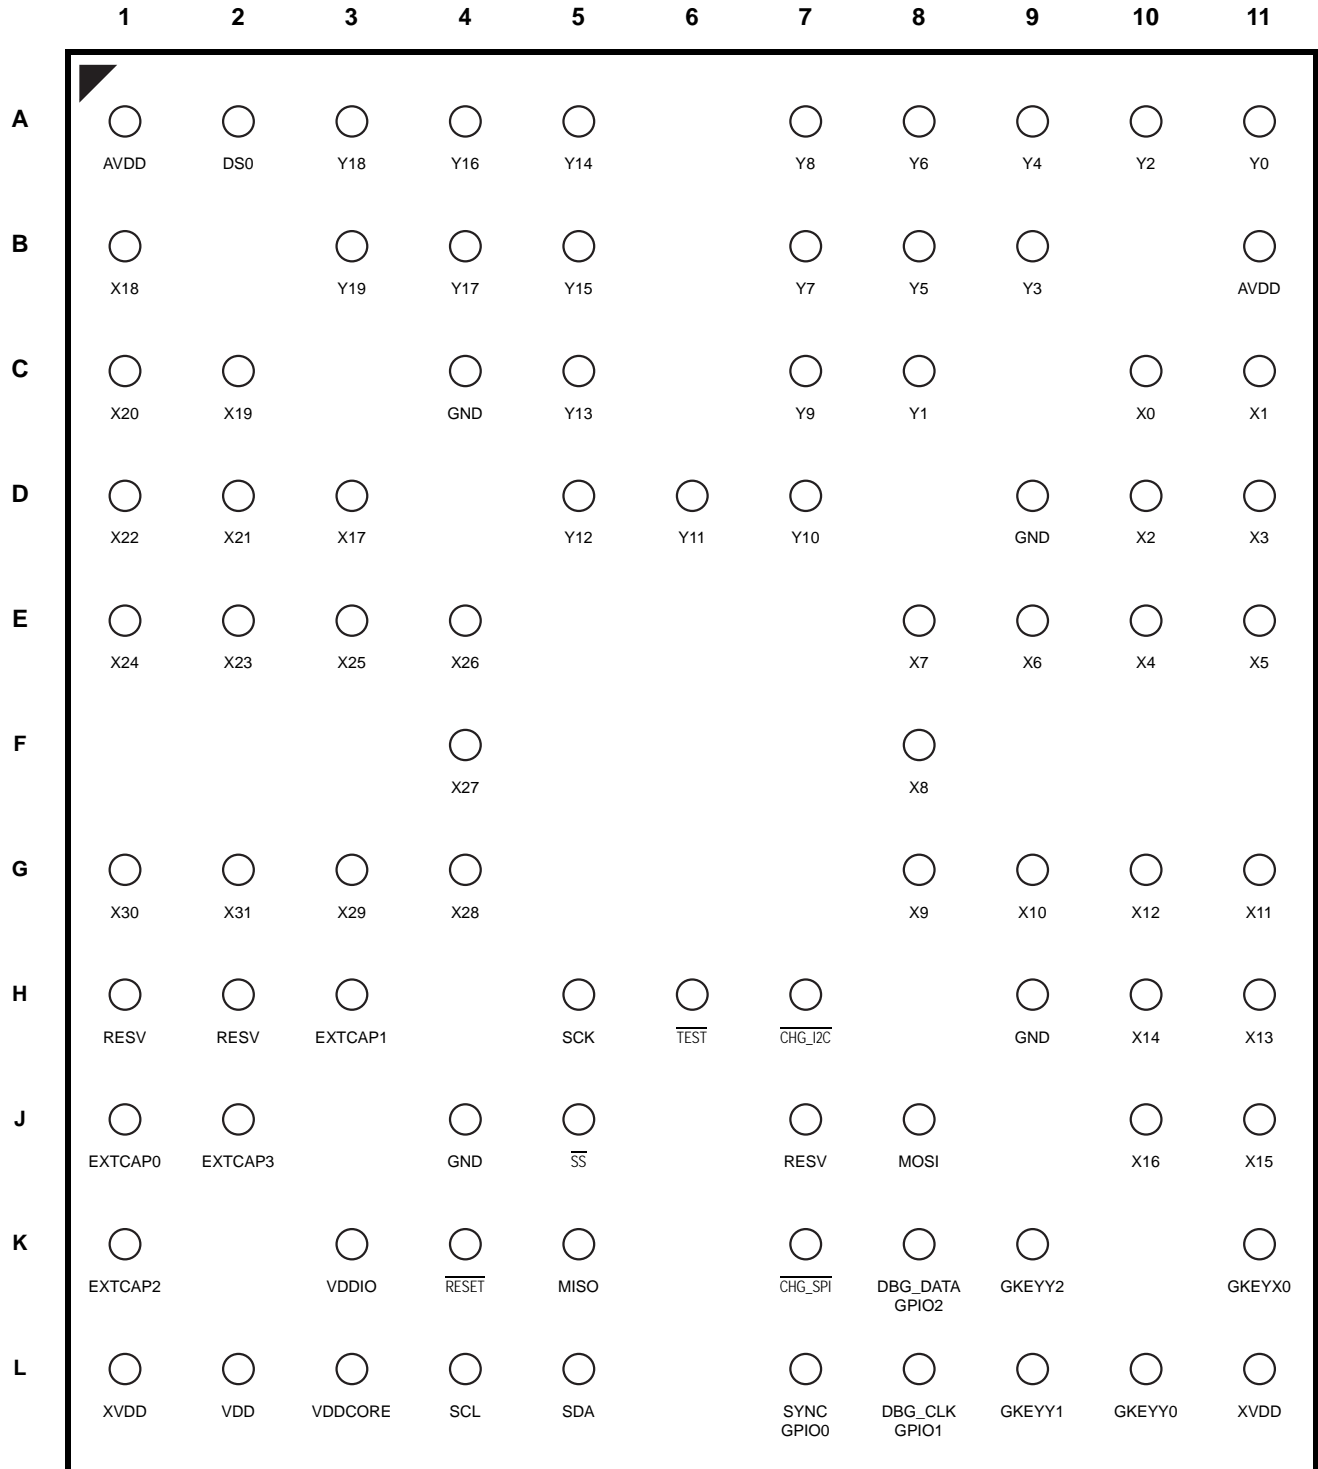 1 2 3 4 5 6 7 8 9 10 11
A
AVDD DS0 Y18 Y16 Y14 Y8 Y6 Y4 Y2 Y0
B
X18 Y19 Y17 Y15 Y7 Y5 Y3 AVDD
C
X20 X19 GND Y13 Y9 Y1 X0 X1
D
X22 X21 X17 Y12 Y11 Y10 GND X2 X3
E
X24 X23 X25 X26 X7 X6 X4 X5
F
X27 X8
G
X30 X31 X29 X28 X9 X10 X12 X11
H
RESV RESV EXTCAP1 SCK TEST CHG_I2C GND X14 X13
J
EXTCAP0 EXTCAP3 GND SS RESV MOSI X16 X15
K
EXTCAP2 VDDIO RESET MISO CHG_SPI DBG_DATA GKEYY2 GKEYX0
GPIO2
L
XVDD VDD VDDCORE SCL SDA SYNC DBG_CLK GKEYY1 GKEYY0 XVDD
GPIO0 GPIO1